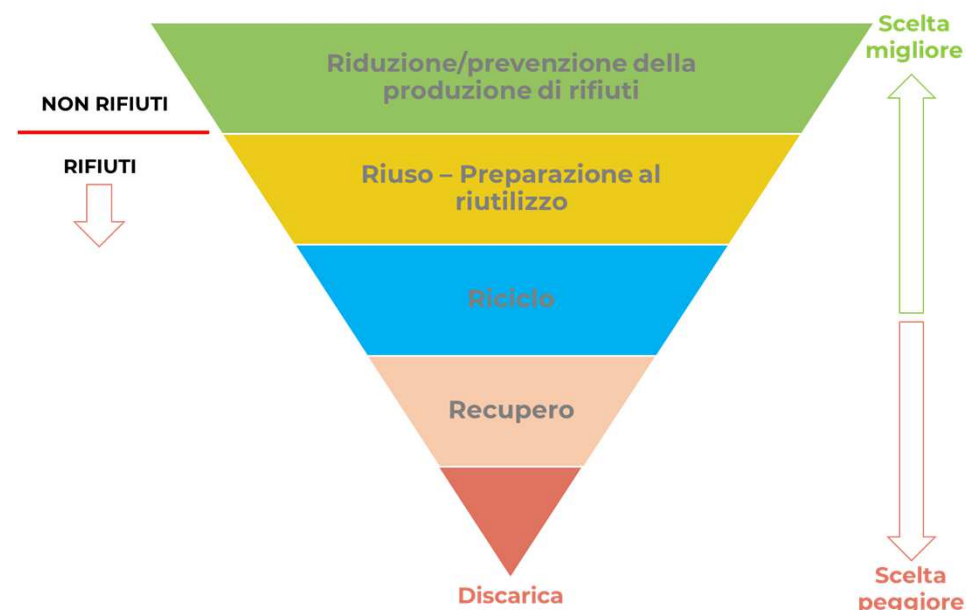 Scelta
migliore
Riduzione/prevenzione della
produzione di rifiuti
NON RIFIUTI
RIFIUTI
Riuso – Preparazione al
riutilizzo
Riciclo
Recupero
Discarica
Scelta
peggiore